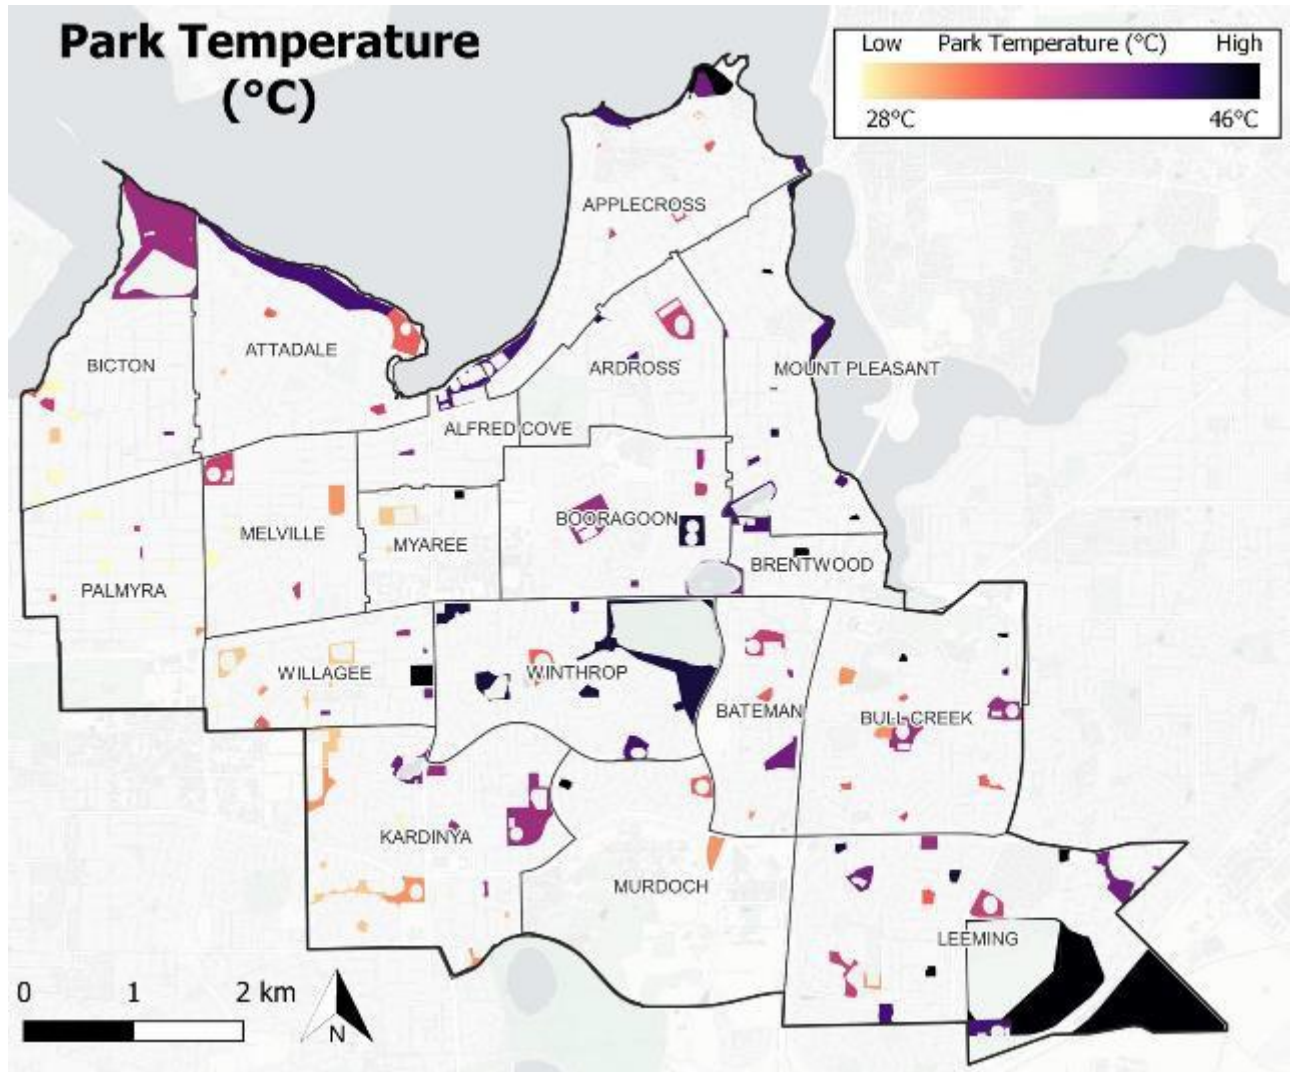 Park Temperature
(°C)
Low Park Temperature (°C) High
28°C 46°C
APPLECROSS
BICTON
ATTADALE
ARDROSS
MOUNT PLEASANT
ALFRED COVE
BOORAGOON
MELVILLE
MYAREE
BRENTWOOD
PALMYRA
WILLAGEE
WINTHROP
BATEMAN
BULL CREEK
KARDINYA
MURDOCH
LEEMING
0 1 2 km
N